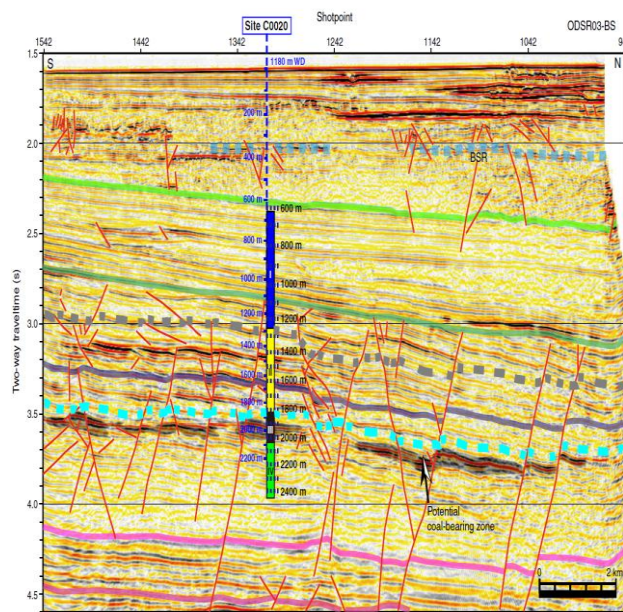 Shotpoint
Site C0020
ODSR03-BS
1542
1442
1342
1242
1142
1042
S
1180 m WD
N
Two-way traveltime (s)
1.5
2.0
2.5
3.0
3.5
4.0
4.5
200 m
400 m
600 m
800 m
1000 m
1200 m
1400 m
1600 m
1800 m
2000 m
2200 m
600 m
800 m
1000 m
1200 m
1400 m
1600 m
1800 m
2000 m
2200 m
2400 m
BSR
Potential
coal-bearing zone
0
2 km